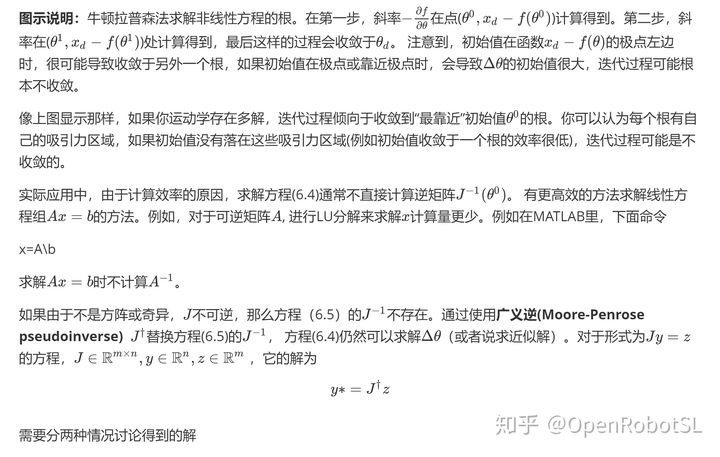 图示说明：牛顿拉普森法求解非线性方程的根。在第一步，斜率$-\frac{\partial f}{\partial \theta}$在点$(\theta^0, x_d - f(\theta^0))$计算得到。第二步，斜
率在$(\theta^1, x_d - f(\theta^1))$处计算得到，最后这样的过程会收敛于$\theta_d$。 注意到，初始值在函数$x_d - f(\theta)$的极点左边
时，很可能导致收敛于另外一个根，如果初始值在极点或靠近极点时，会导致$\Delta\theta$的初始值很大，迭代过程可能根
本不收敛。
像上图显示那样，如果你运动学存在多解，迭代过程倾向于收敛到“最靠近”初始值$\theta^0$的根。你可以认为每个根有自
己的吸引力区域，如果初始值没有落在这些吸引力区域(例如初始值收敛于一个根的效率很低)，迭代过程可能是不
收敛的。
实际应用中，由于计算效率的原因，求解方程(6.4)通常不直接计算逆矩阵$J^{-1}(\theta^0)$。 有更高效的方法求解线性方
程组$Ax = b$的方法。例如，对于可逆矩阵$A$, 进行LU分解来求解$x$计算量更少。例如在MATLAB里，下面命令
x=A\b
求解$Ax = b$时不计算$A^{-1}$。
如果由于不是方阵或奇异，$J$不可逆，那么方程（6.5）的$J^{-1}$不存在。通过使用广义逆(Moore-Penrose
pseudoinverse) $J^\dagger$替换方程(6.5)的$J^{-1}$， 方程(6.4)仍然可以求解$\Delta\theta$（或者说求近似解）。对于形式为$Jy = z$
的方程，$J \in \mathbb{R}^{m \times n}, y \in \mathbb{R}^n, z \in \mathbb{R}^m$ ，它的解为
$y* = J^\dagger z$
需要分两种情况讨论得到的解
知乎 @OpenRobotSL